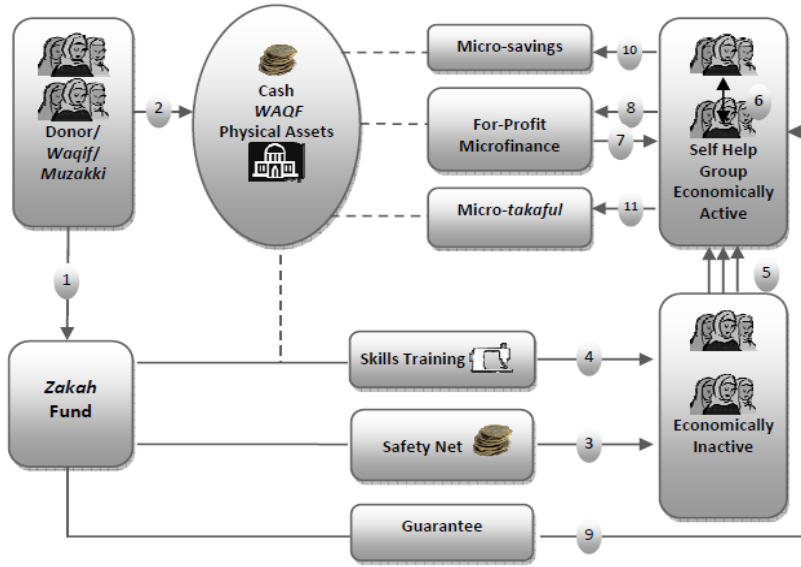 Donor/
Waqif/
Muzakki
2
Cash
WAQF
Physical Assets
Micro-savings
10
For-Profit
Microfinance
8
7
Micro-takaful
11
6
Self Help
Group
Economically
Active
1
5
Zakah
Fund
Skills Training
4
Safety Net
3
Economically
Inactive
Guarantee
9